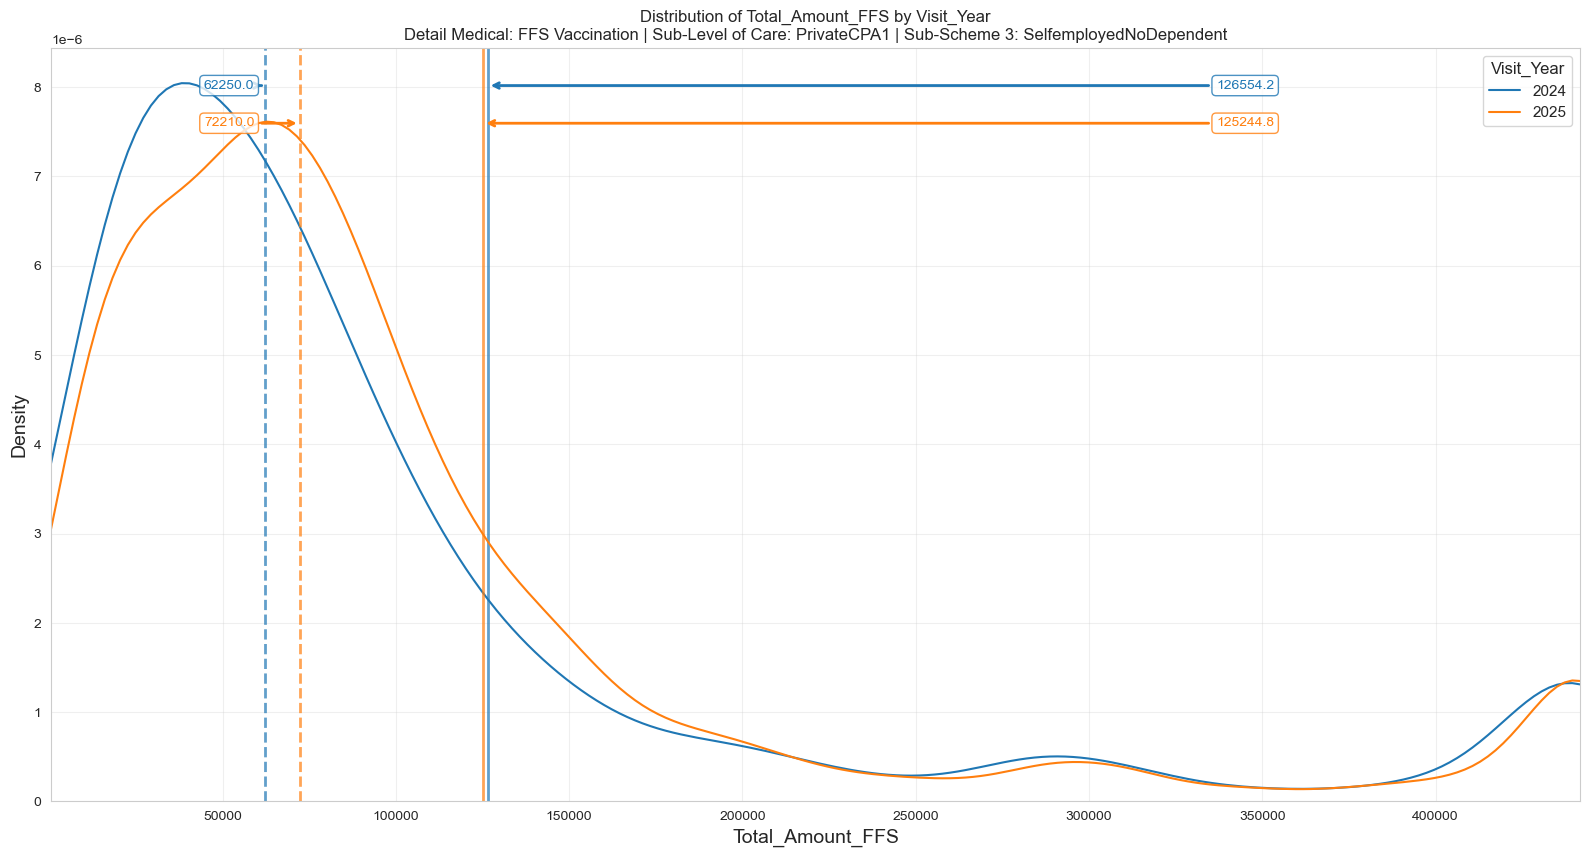 Distribution of Total_Amount_FFS by Visit_Year
Detail Medical: FFS Vaccination | Sub-Level of Care: PrivateCPA1 | Sub-Scheme 3: SelfemployedNoDependent
1e−6
Visit_Year
2024
2025
62250.0
126554.2
72210.0
125244.8
8
7
6
5
4
3
2
1
0
Density
50000 100000 150000 200000 250000 300000 350000 400000
Total_Amount_FFS